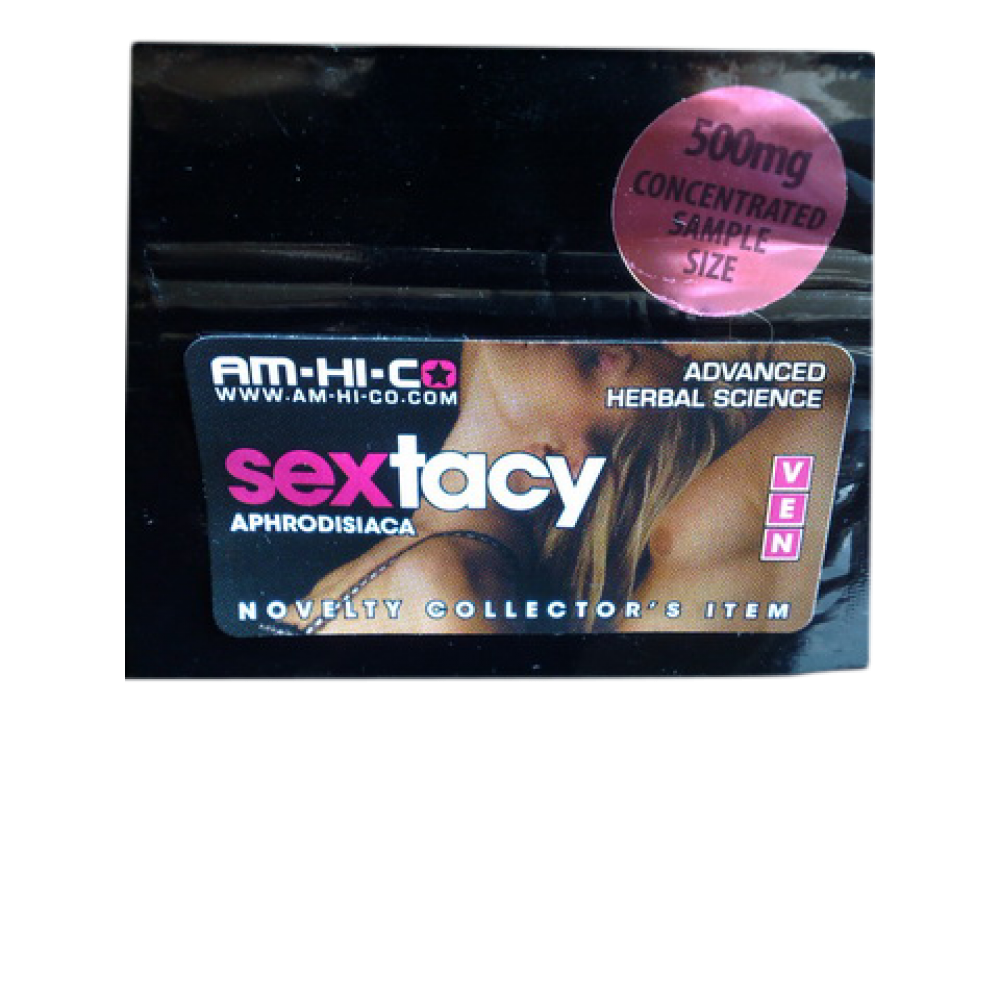 500mg
CONCENTRATED
SAMPLE
SIZE
AM-HI-CO
WWW.AM-HI-CO.COM
ADVANCED
HERBAL SCIENCE
sextacy
APHRODISIACA
V
E
N
NOVELTY COLLECTOR'S ITEM